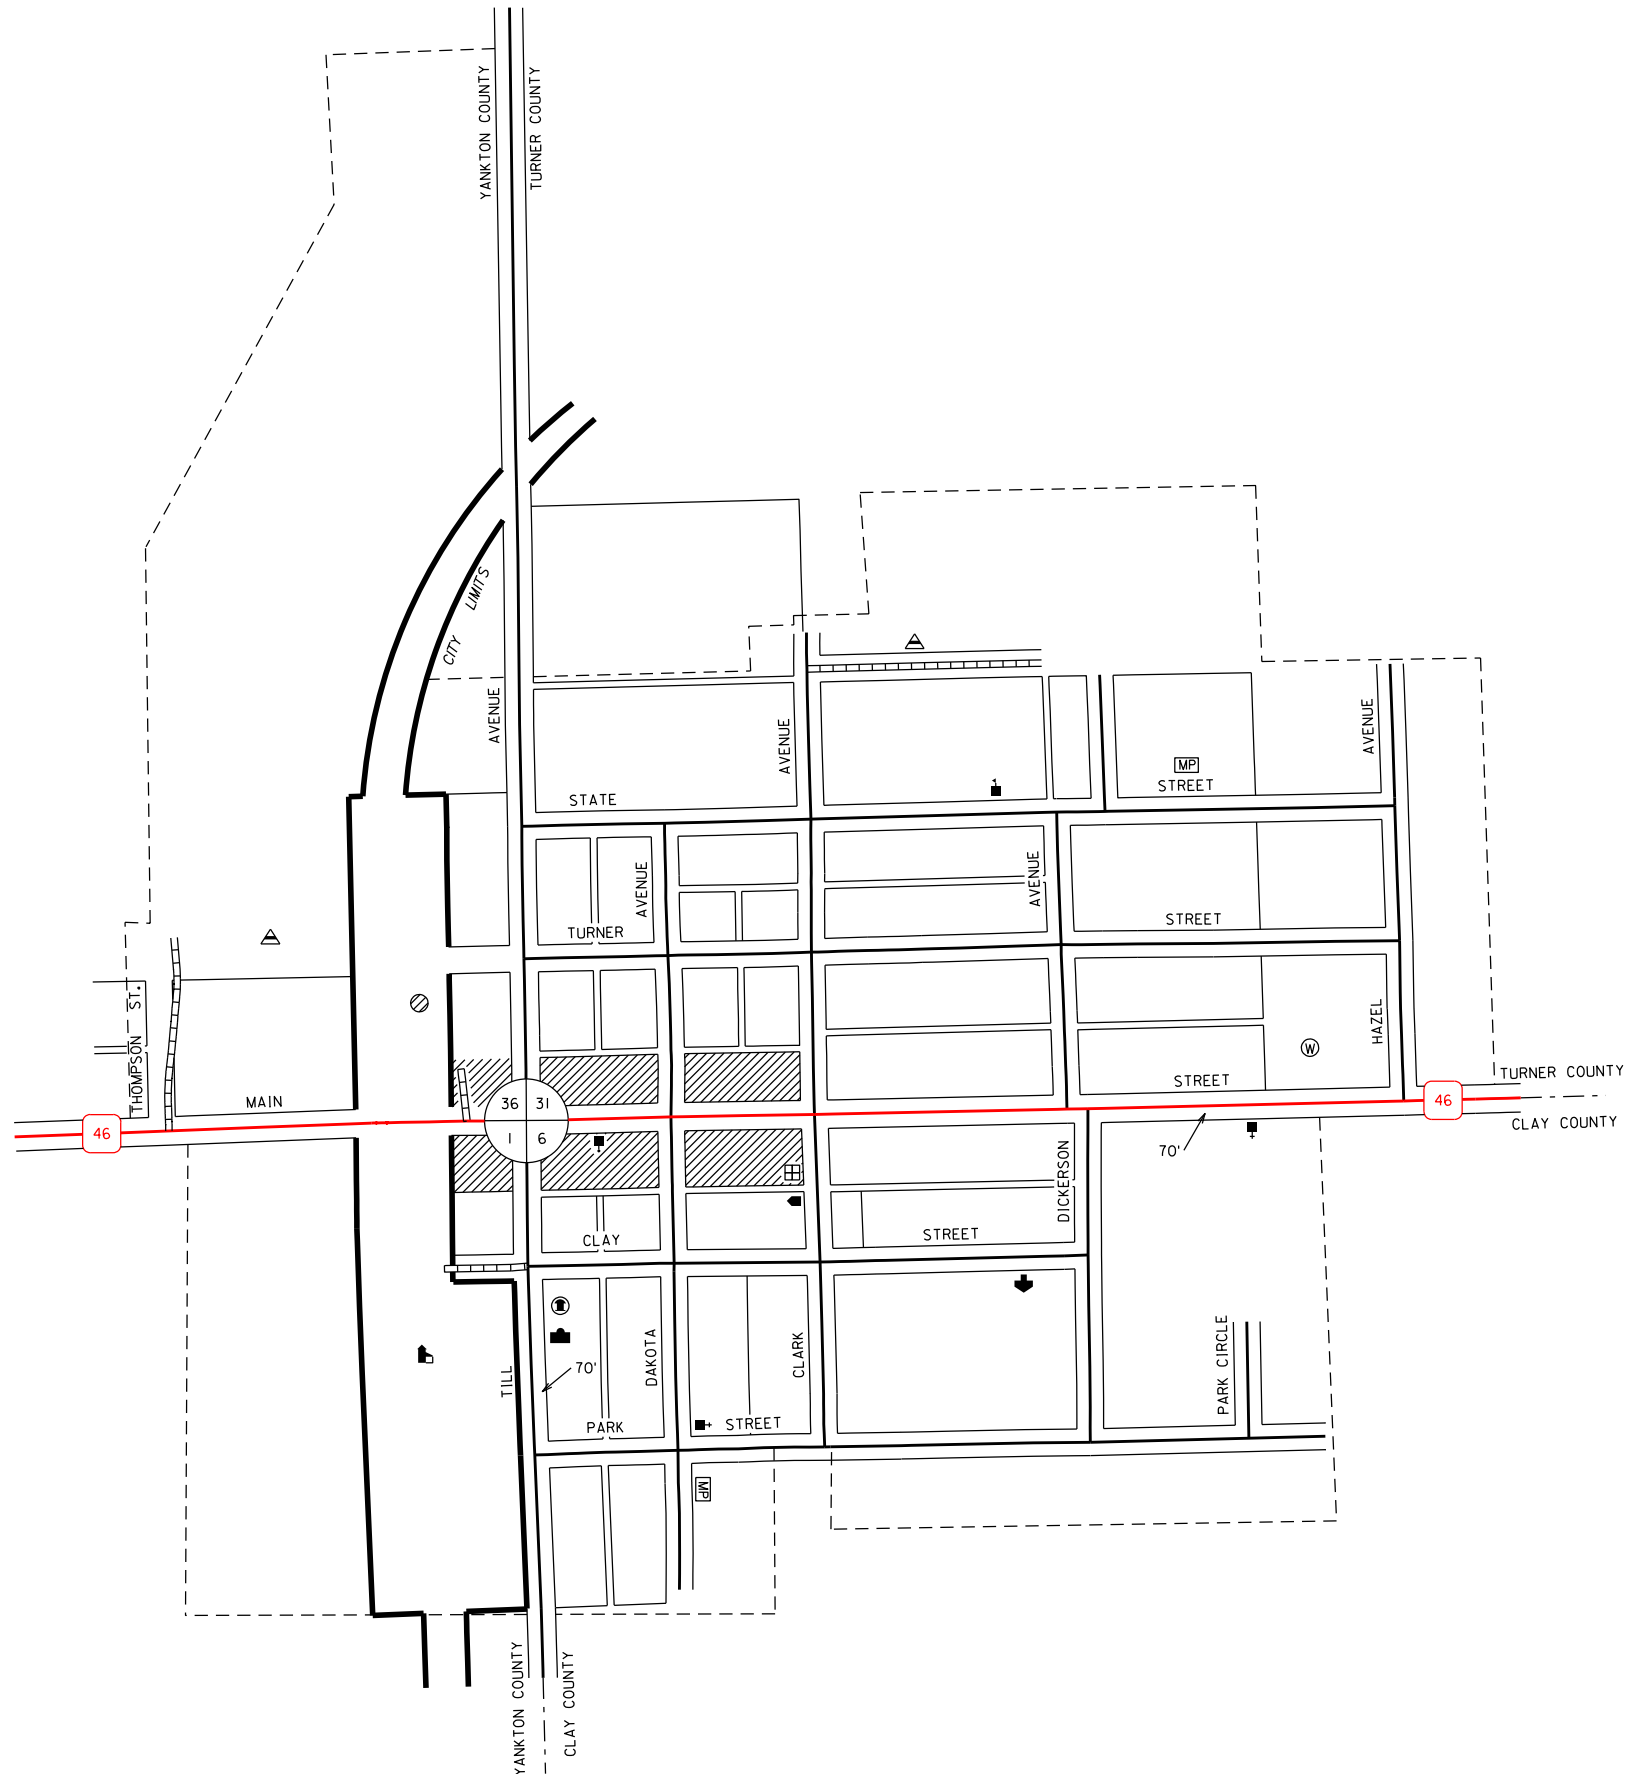 YANKTON COUNTY
TURNER COUNTY
CITY LIMITS
AVENUE
AVENUE
AVENUE
MP
STREET
STATE
AVENUE
AVENUE
STREET
TURNER
THOMPSON ST.
HAZEL
W
TURNER COUNTY
STREET
MAIN
36 31
46
46
1 6
CLAY COUNTY
70'
DICKERSON
STREET
CLAY
TILL
DAKOTA
CLARK
PARK CIRCLE
70'
PARK
STREET
MP
YANKTON COUNTY
CLAY COUNTY